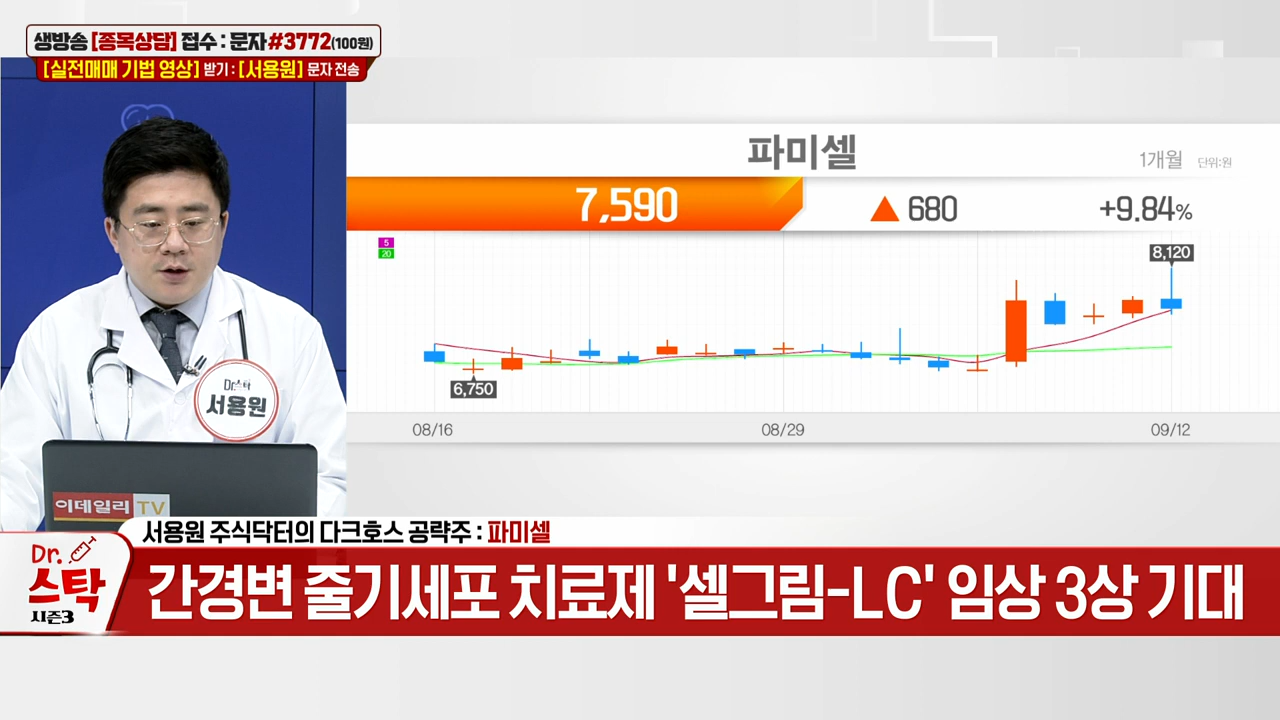 생방송 [종목상담] 접수 : 문자#3772(100원)
[실전매매 기법 영상] 받기 : [서용원] 문자 전송
파미셀
1개월 단위:원
7,590 ▲ 680 +9.84%
5
20
8,120
6,750
08/16 08/29 09/12
Dr.스탁
서용원
이데일리 TV
서용원 주식닥터의 다크호스 공략주 : 파미셀
Dr.
스탁
시즌3
간경변 줄기세포 치료제 '셀그림-LC' 임상 3상 기대